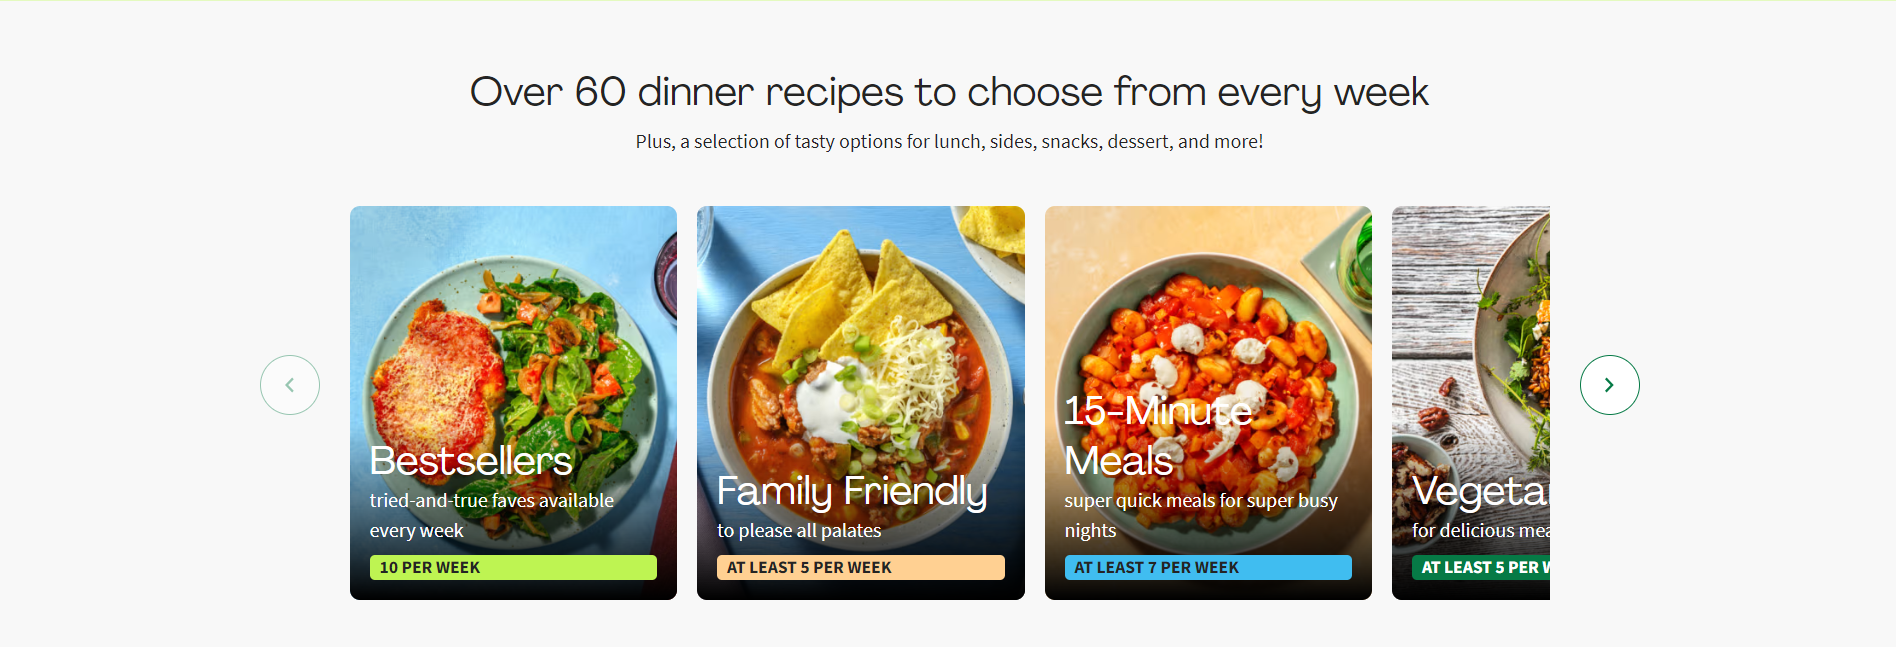 Over 60 dinner recipes to choose from every week
Plus, a selection of tasty options for lunch, sides, snacks, dessert, and more!
Bestsellers
tried-and-true faves available
every week
10 PER WEEK
Family Friendly
to please all palates
AT LEAST 5 PER WEEK
15-Minute
Meals
super quick meals for super busy
nights
AT LEAST 7 PER WEEK
Vegeta
for delicious mea
AT LEAST 5 PER W